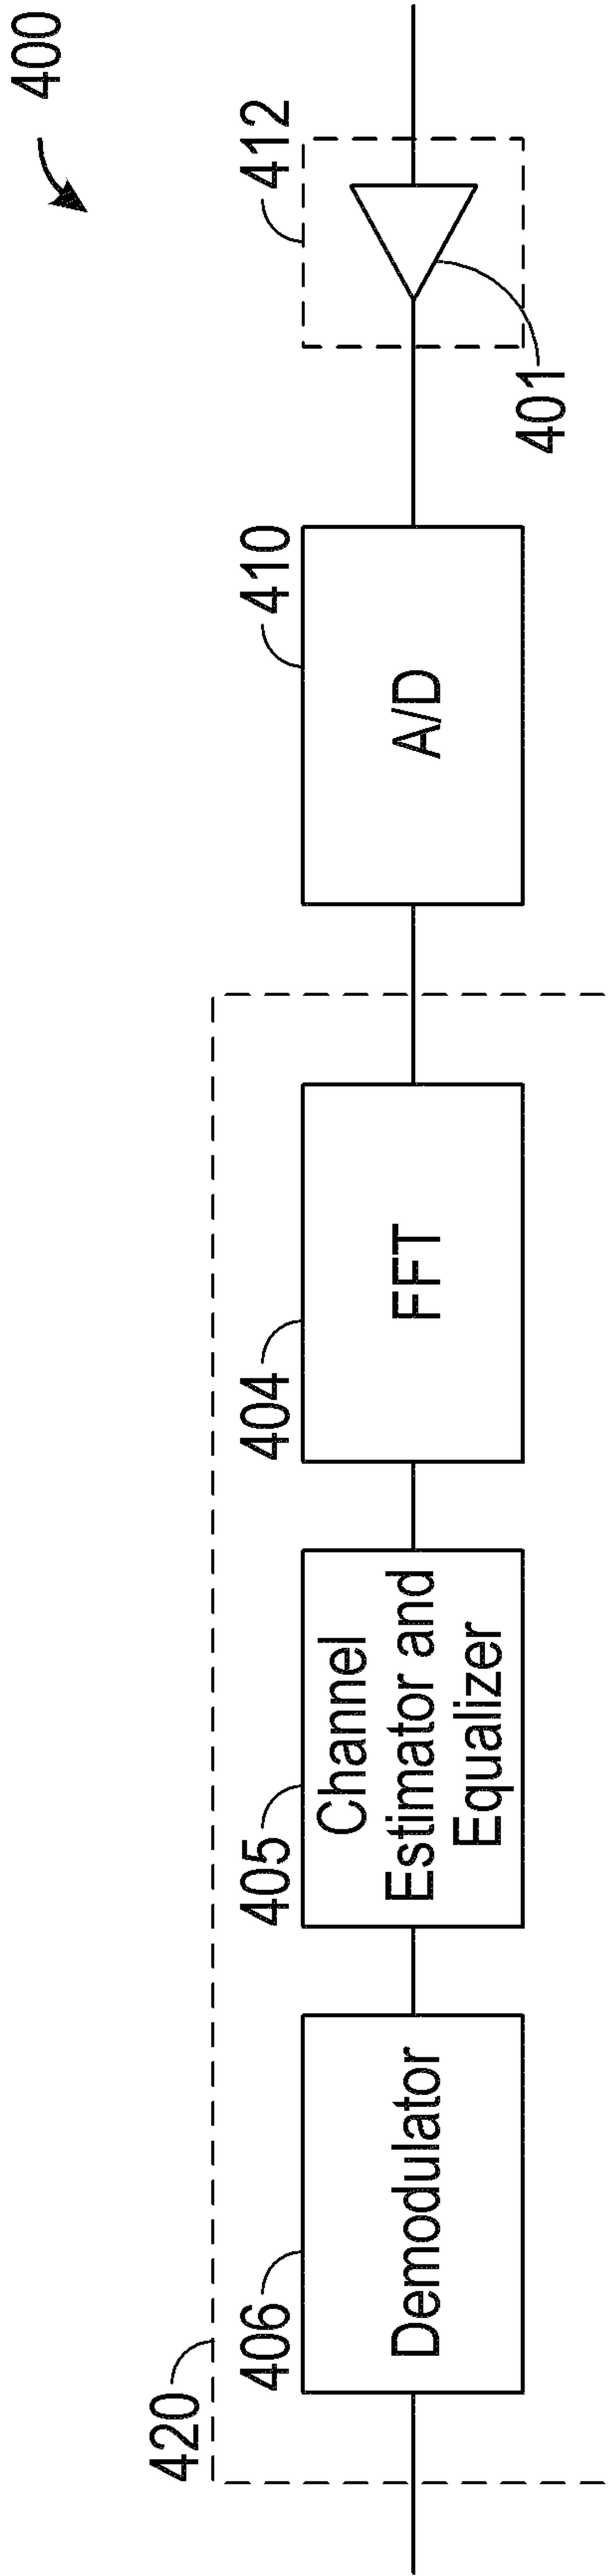 400
420
406
Demodulator
405
Channel
Estimator and
Equalizer
404
FFT
410
A/D
412
401